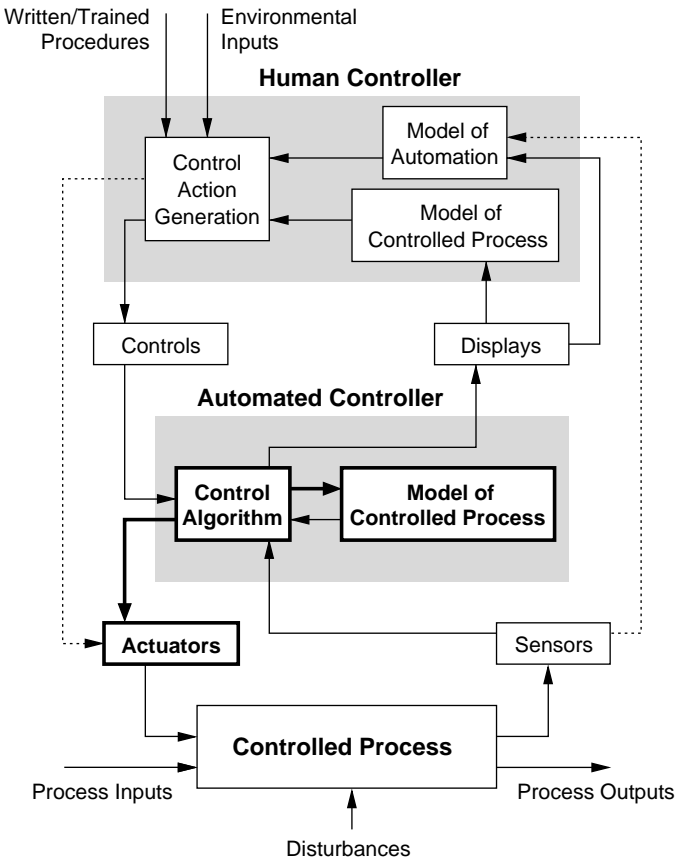 Written/Trained
Procedures
Environmental
Inputs
Human Controller
Model of
Automation
Control
Action
Generation
Model of
Controlled Process
Controls
Displays
Automated Controller
Control
Algorithm
Model of
Controlled Process
Actuators
Sensors
Controlled Process
Process Inputs
Process Outputs
Disturbances